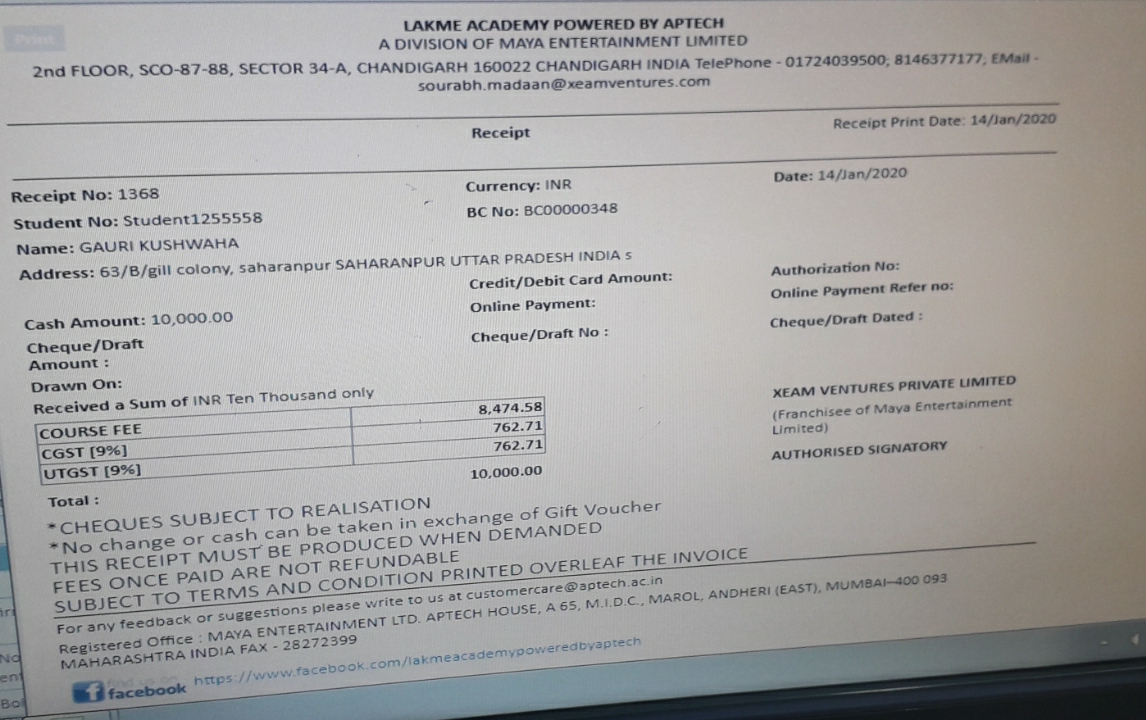 Print
LAKME ACADEMY POWERED BY APTECH
A DIVISION OF MAYA ENTERTAINMENT LIMITED
2nd FLOOR, SCO-87-88, SECTOR 34-A, CHANDIGARH 160022 CHANDIGARH INDIA TelePhone - 01724039500; 8146377177; EMail -
sourabh.madaan@xeamventures.com
Receipt
Receipt Print Date: 14/Jan/2020
Receipt No: 1368
Currency: INR
Date: 14/Jan/2020
Student No: Student1255558
BC No: BC00000348
Name: GAURI KUSHWAHA
Address: 63/B/gill colony, saharanpur SAHARANPUR UTTAR PRADESH INDIA s
Credit/Debit Card Amount:
Authorization No:
Cash Amount: 10,000.00
Online Payment:
Online Payment Refer no:
Cheque/Draft
Amount :
Cheque/Draft No :
Cheque/Draft Dated :
Drawn On:
Received a Sum of INR Ten Thousand only
XEAM VENTURES PRIVATE LIMITED
(Franchisee of Maya Entertainment
Limited)
AUTHORISED SIGNATORY
COURSE FEE 8,474.58
CGST [9%] 762.71
UTGST [9%] 762.71
Total : 10,000.00
*CHEQUES SUBJECT TO REALISATION
*No change or cash can be taken in exchange of Gift Voucher
THIS RECEIPT MUST BE PRODUCED WHEN DEMANDED
FEES ONCE PAID ARE NOT REFUNDABLE
SUBJECT TO TERMS AND CONDITION PRINTED OVERLEAF THE INVOICE
For any feedback or suggestions please write to us at customercare@aptech.ac.in
Registered Office : MAYA ENTERTAINMENT LTD. APTECH HOUSE, A 65, M.I.D.C., MAROL, ANDHERI (EAST), MUMBAI–400 093
MAHARASHTRA INDIA FAX - 28272399
find us on
facebook https://www.facebook.com/lakmeacademypoweredbyaptech